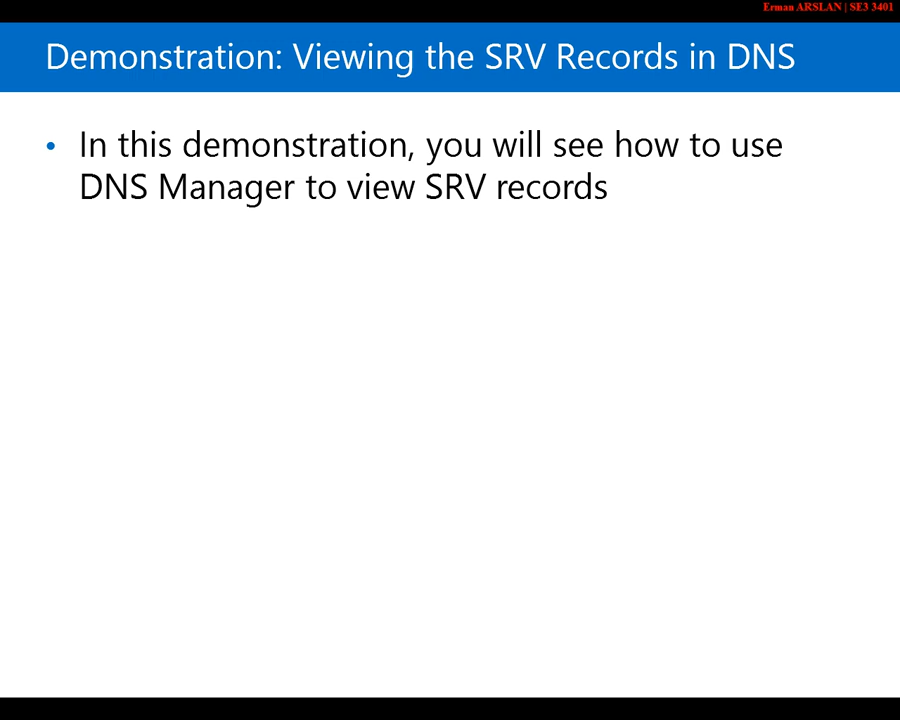 Erman ARSLAN | SE3 3401
Demonstration: Viewing the SRV Records in DNS
• In this demonstration, you will see how to use
DNS Manager to view SRV records